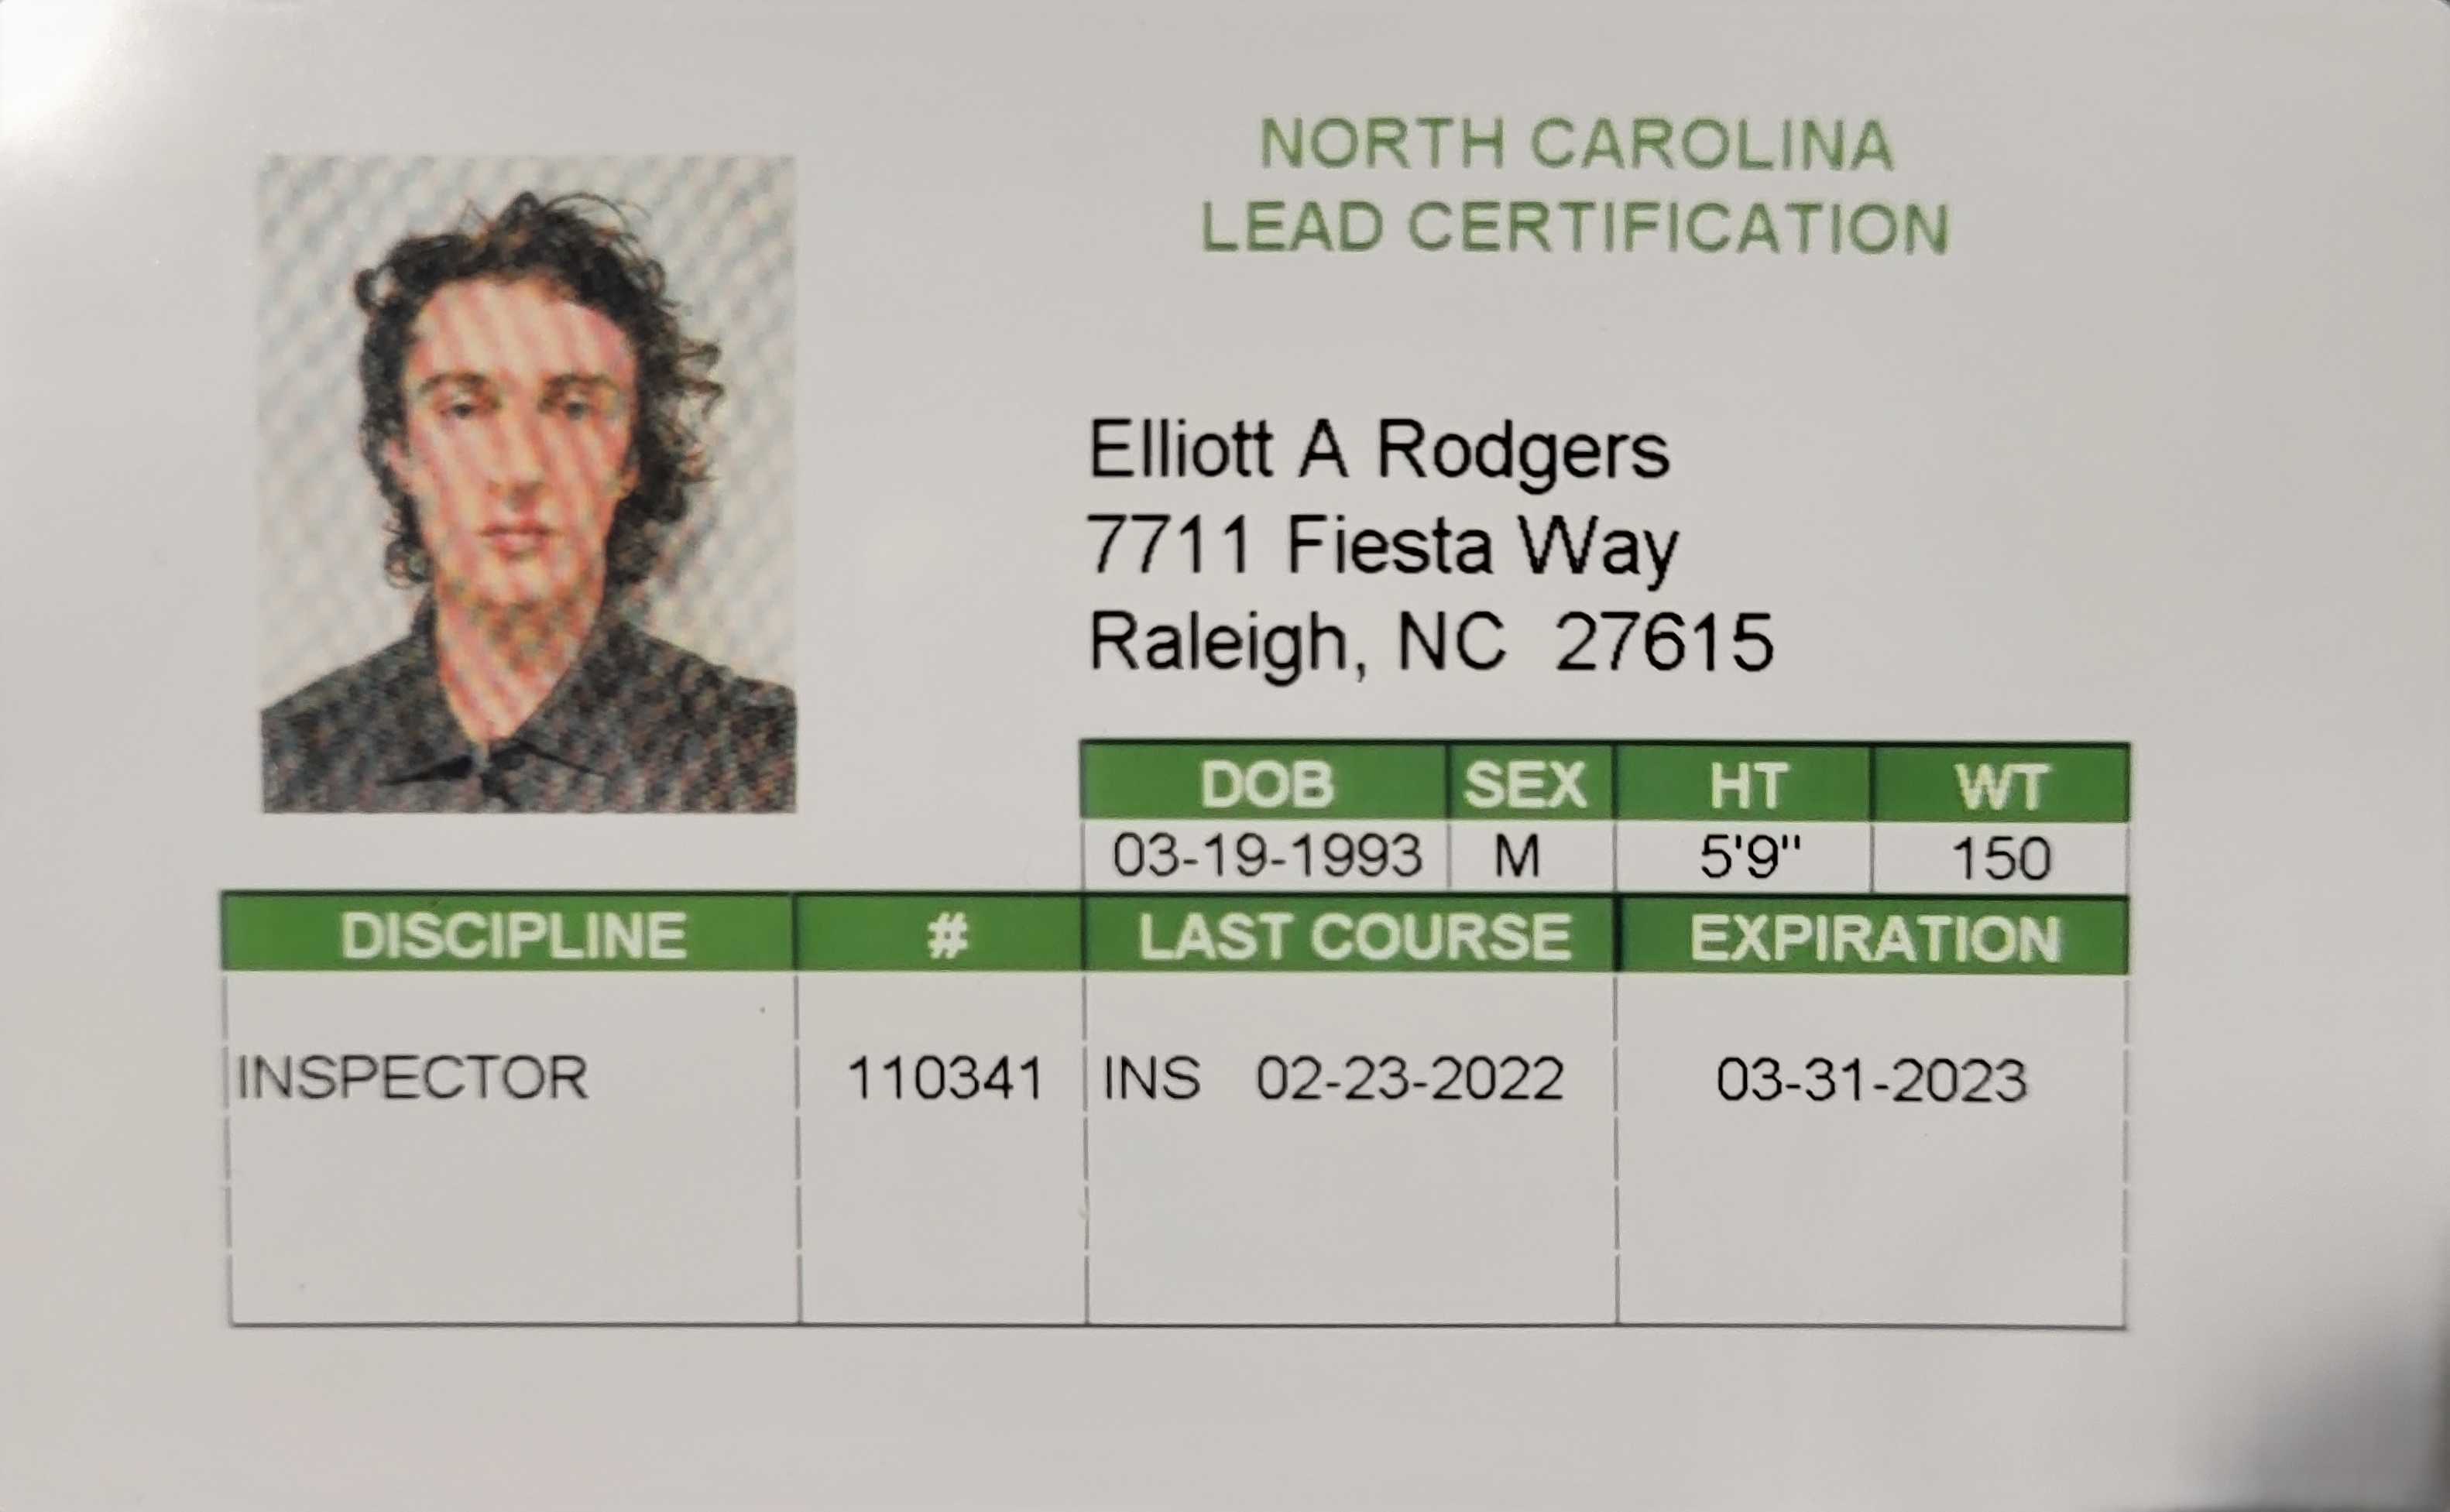 NORTH CAROLINA
LEAD CERTIFICATION
Elliott A Rodgers
7711 Fiesta Way
Raleigh, NC 27615
DOB SEX HT WT
03-19-1993 M 5'9" 150
DISCIPLINE # LAST COURSE EXPIRATION
INSPECTOR 110341 INS 02-23-2022 03-31-2023